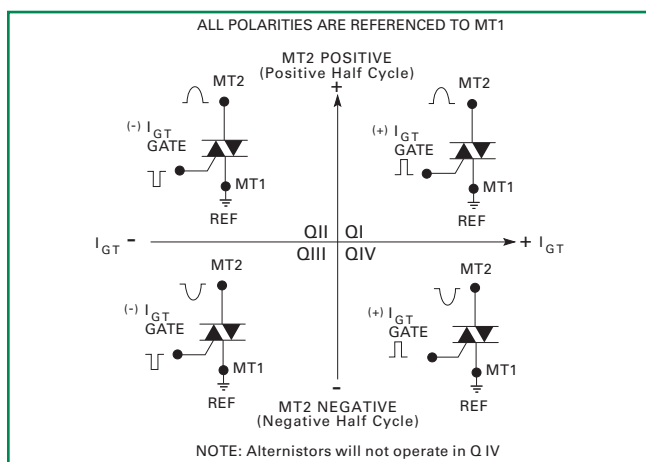 ALL POLARITIES ARE REFERENCED TO MT1
MT2 POSITIVE
(Positive Half Cycle)
+
MT2
(-) IGT
GATE
MT1
REF
MT2
(+) IGT
GATE
MT1
REF
IGT -
QII
QI
QIII
QIV
+ IGT
MT2
(-) IGT
GATE
MT1
REF
MT2
(+) IGT
GATE
MT1
REF
-
MT2 NEGATIVE
(Negative Half Cycle)
NOTE: Alternistors will not operate in Q IV